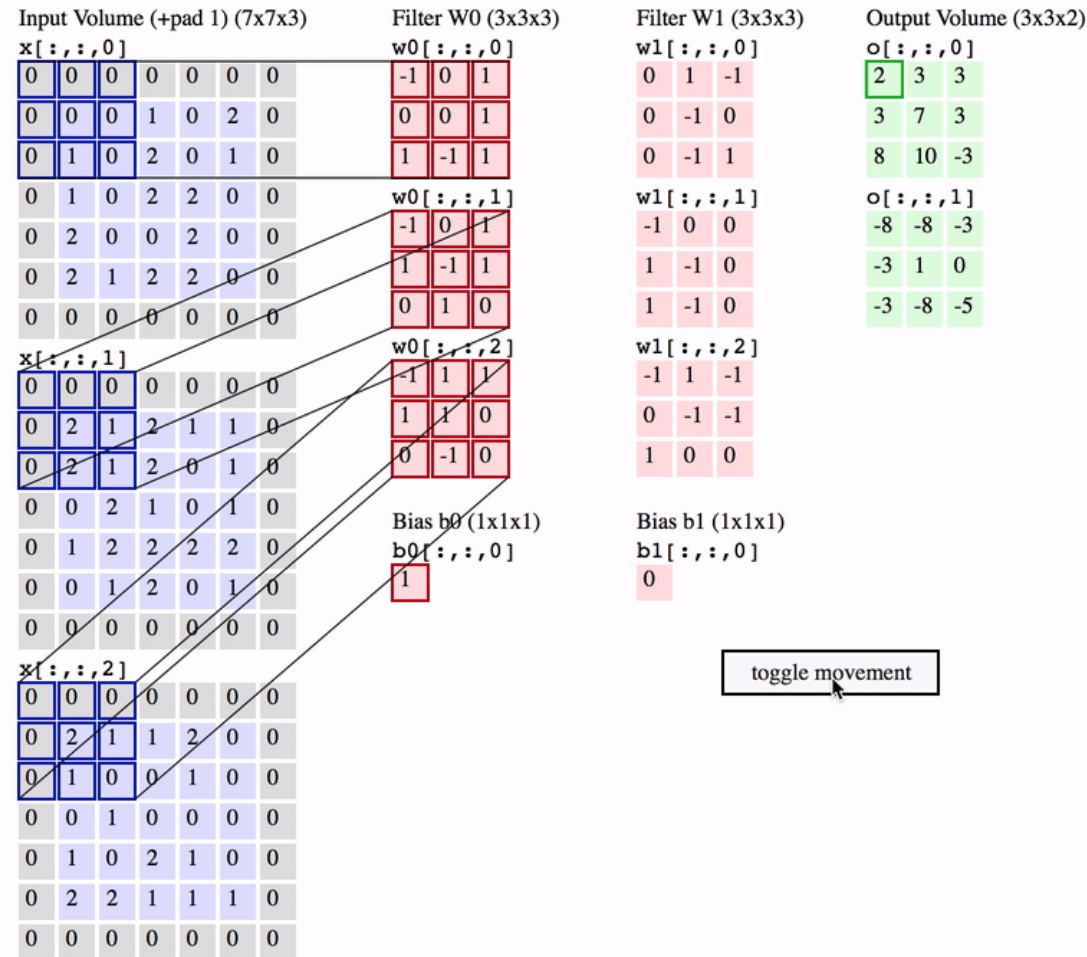 Input Volume (+pad 1) (7x7x3)
x[:,:,0]
0 0 0 0 0 0 0
0 0 0 1 0 2 0
0 1 0 2 0 1 0
0 1 0 2 2 0 0
0 2 0 0 2 0 0
0 2 1 2 2 0 0
0 0 0 0 0 0 0
x[:,:,1]
0 0 0 0 0 0 0
0 2 1 2 1 1 0
0 2 1 2 0 1 0
0 0 2 1 0 1 0
0 1 2 2 2 2 0
0 0 1 2 0 1 0
0 0 0 0 0 0 0
x[:,:,2]
0 0 0 0 0 0 0
0 2 1 1 2 0 0
0 1 0 0 1 0 0
0 0 1 0 0 0 0
0 1 0 2 1 0 0
0 2 2 1 1 1 0
0 0 0 0 0 0 0
Filter W0 (3x3x3)
w0[:,:,0]
-1 0 1
0 0 1
1 -1 1
w0[:,:,1]
-1 0 1
1 -1 1
0 1 0
w0[:,:,2]
-1 1 1
1 1 0
0 -1 0
Bias b0 (1x1x1)
b0[:,:,0]
1
Filter W1 (3x3x3)
w1[:,:,0]
0 1 -1
0 -1 0
0 -1 1
w1[:,:,1]
-1 0 0
1 -1 0
1 -1 0
w1[:,:,2]
-1 1 -1
0 -1 -1
1 0 0
Bias b1 (1x1x1)
b1[:,:,0]
0
Output Volume (3x3x2)
o[:,:,0]
2 3 3
3 7 3
8 10 -3
o[:,:,1]
-8 -8 -3
-3 1 0
-3 -8 -5
toggle movement